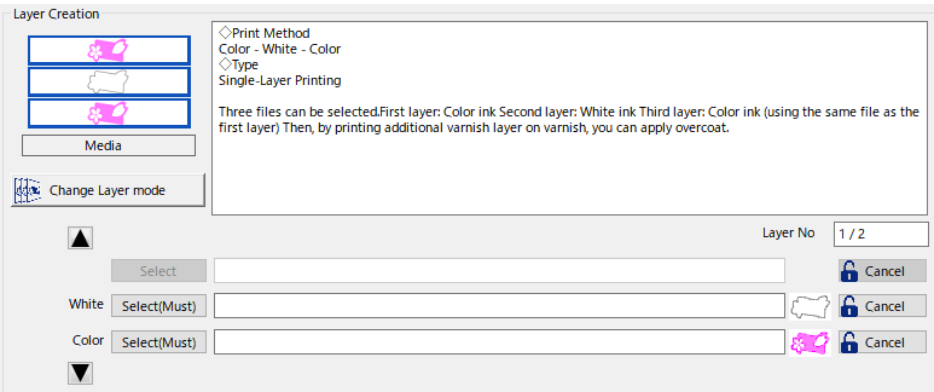 Layer Creation
◇Print Method
Color - White - Color
◇Type
Single-Layer Printing
Three files can be selected.First layer: Color ink Second layer: White ink Third layer: Color ink (using the same file as the
first layer) Then, by printing additional varnish layer on varnish, you can apply overcoat.
Media
Change Layer mode
Layer No 1 / 2
Select Cancel
White Select(Must) Cancel
Color Select(Must) Cancel